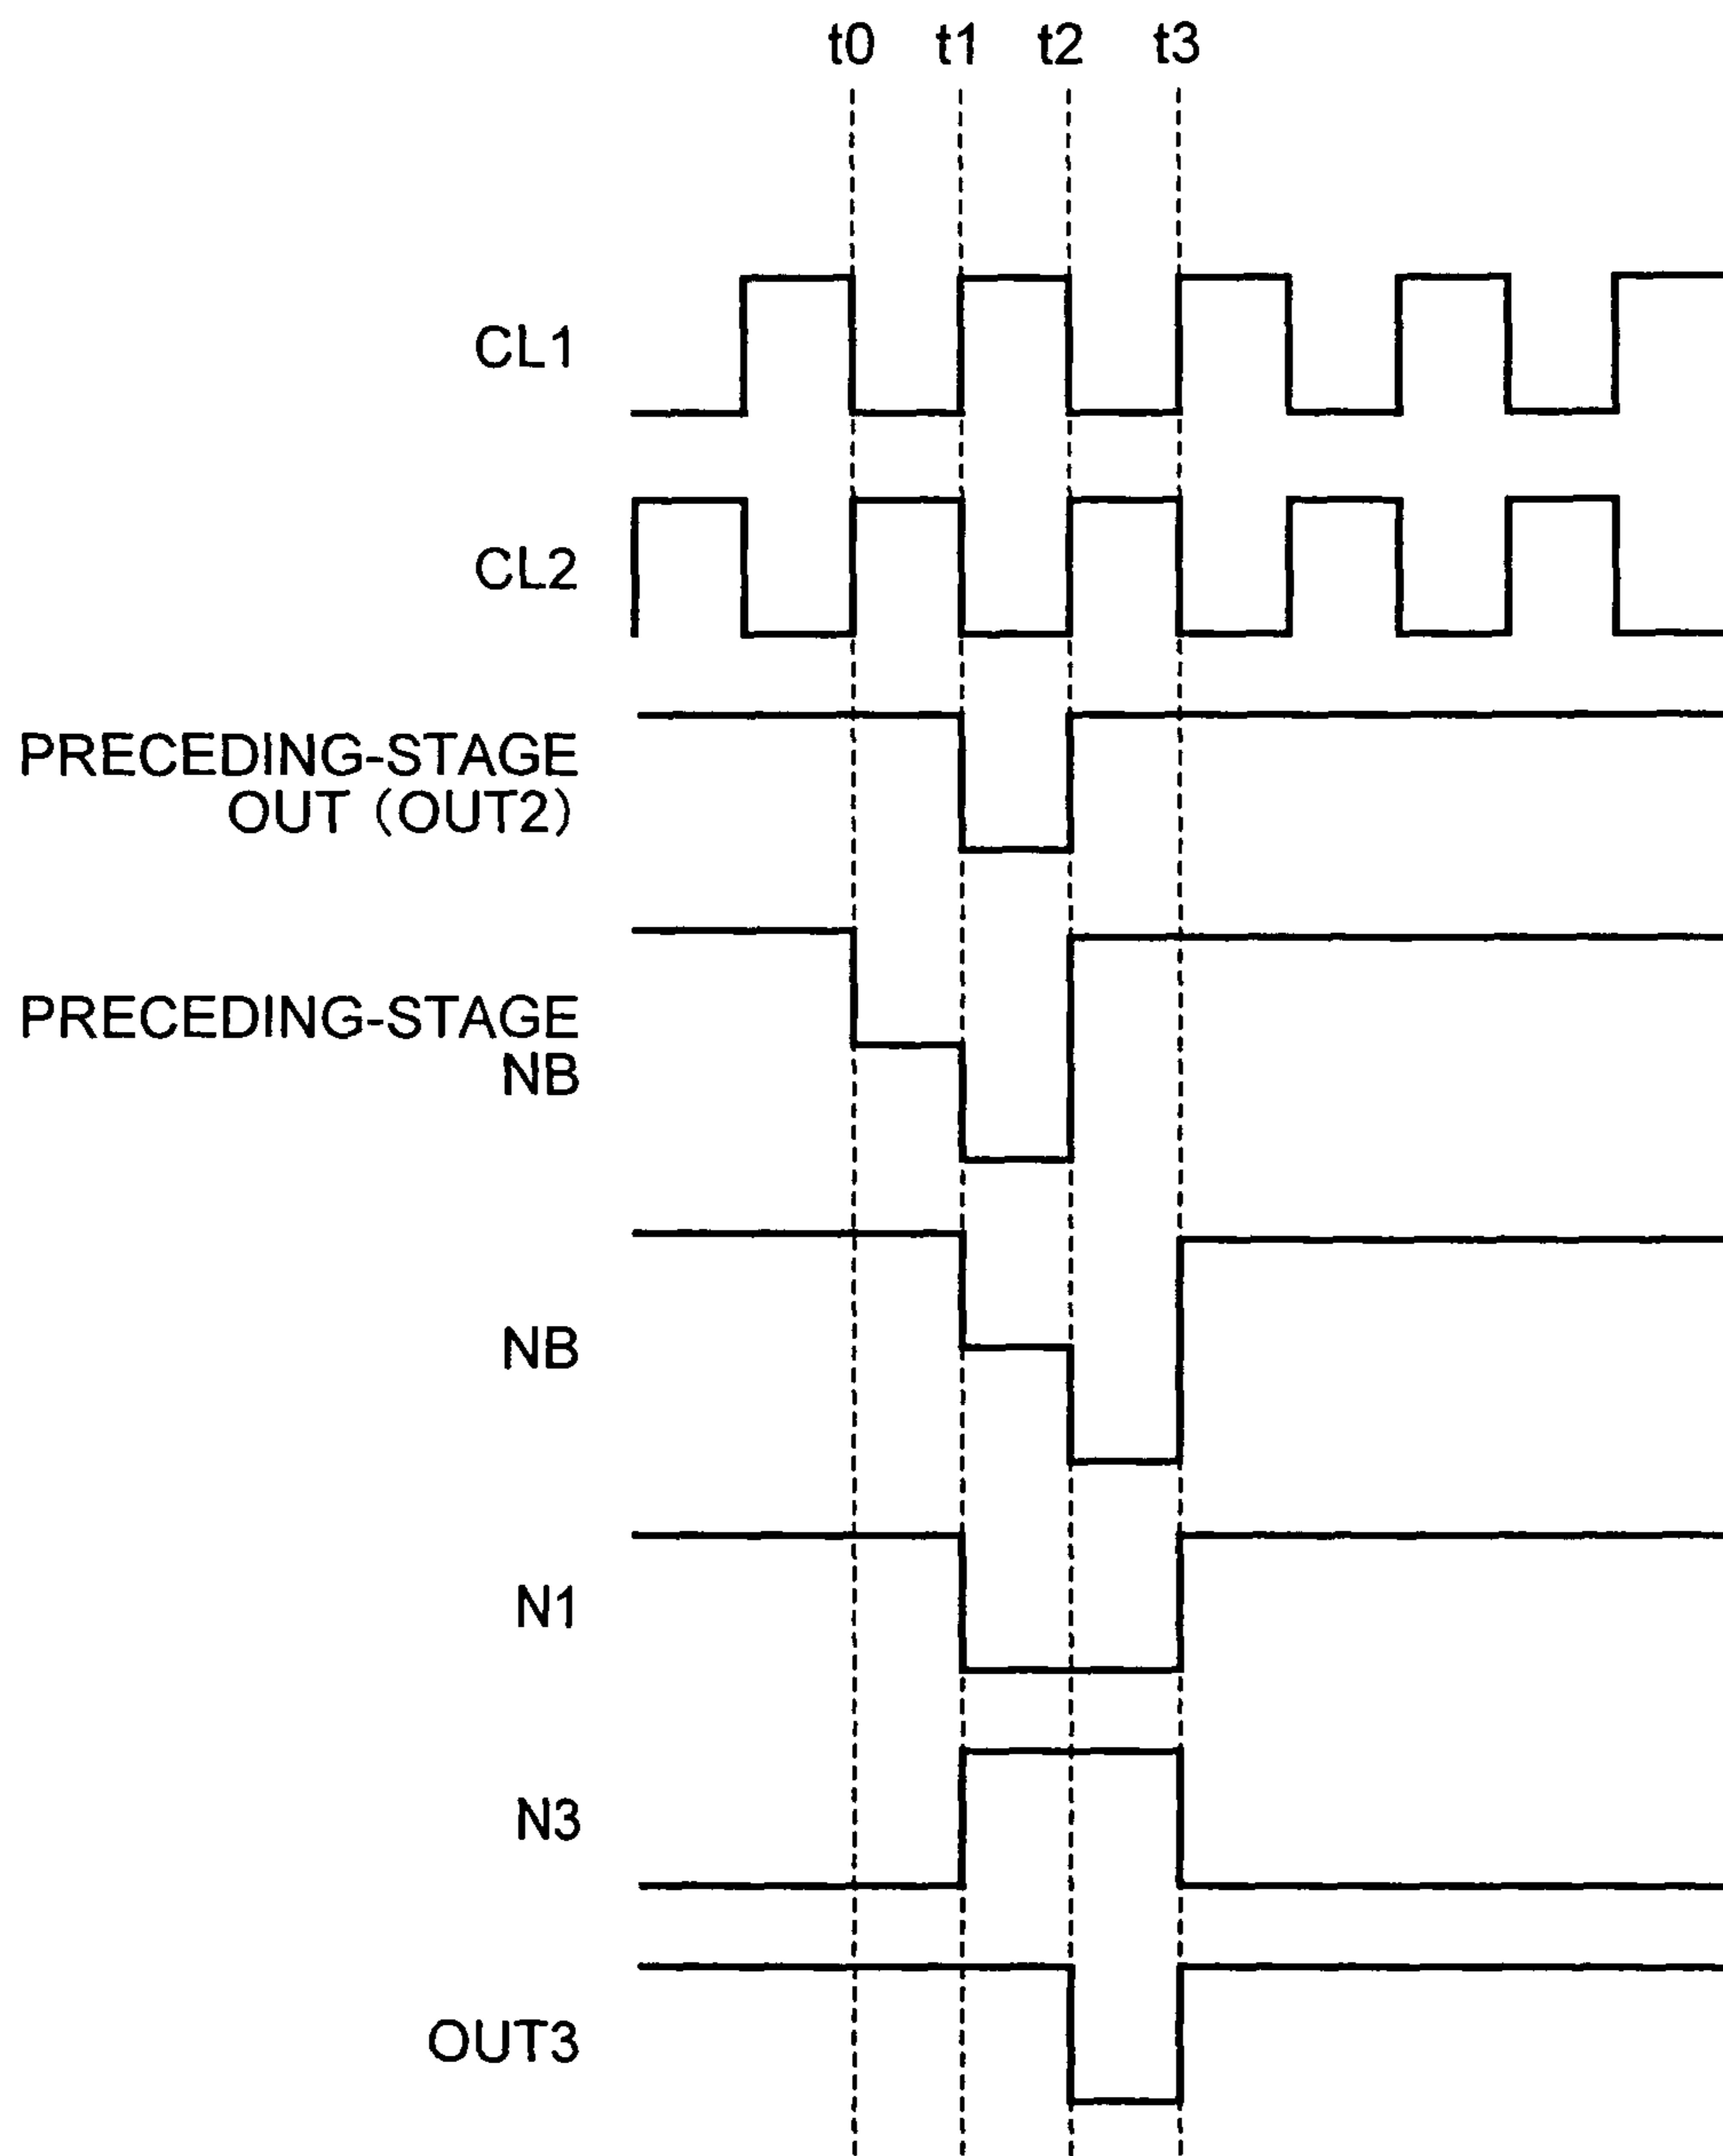 t0 t1 t2 t3
CL1
CL2
PRECEDING-STAGE
OUT (OUT2)
PRECEDING-STAGE
NB
NB
N1
N3
OUT3